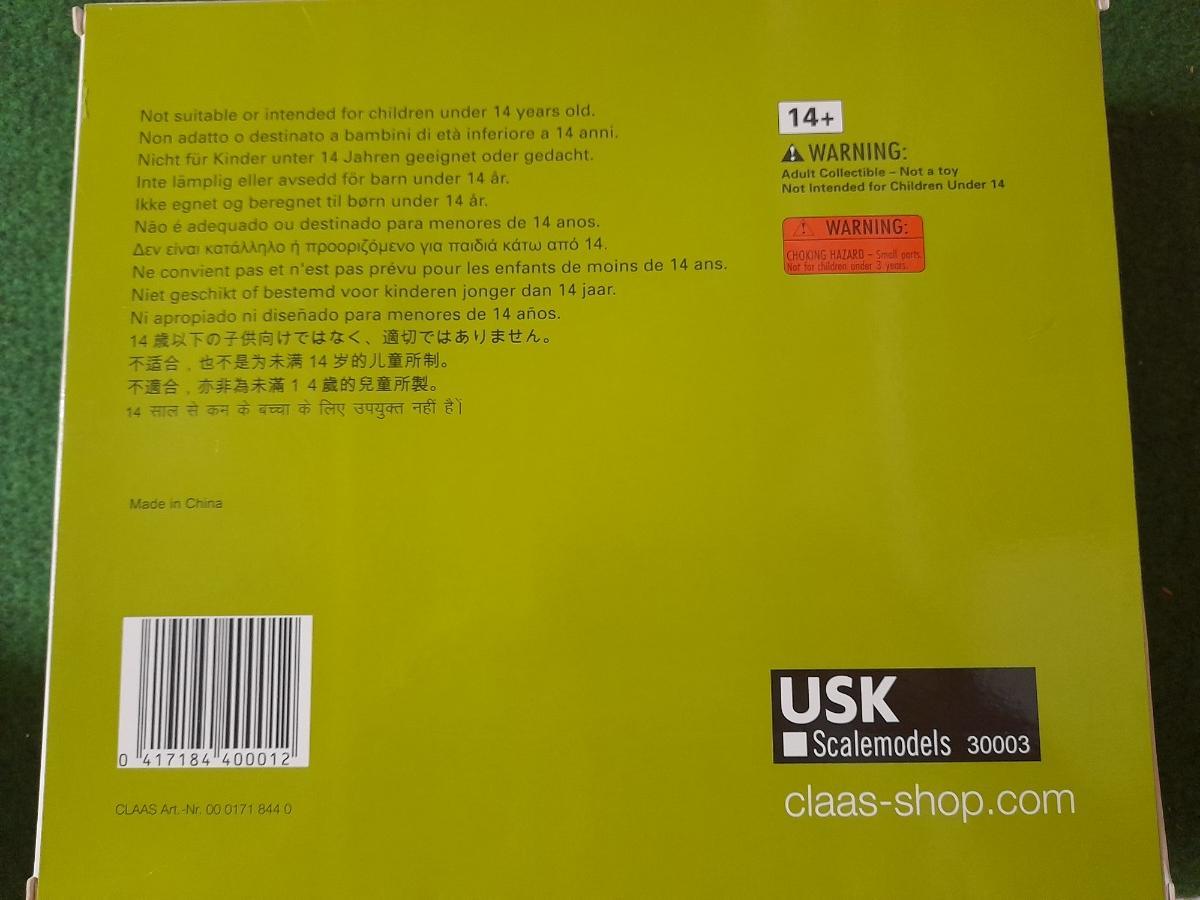 Not suitable or intended for children under 14 years old.
Non adatto o destinato a bambini di età inferiore a 14 anni.
Nicht für Kinder unter 14 Jahren geeignet oder gedacht.
Inte lämplig eller avsedd för barn under 14 år.
Ikke egnet og beregnet til børn under 14 år.
Não é adequado ou destinado para menores de 14 anos.
Δεν είναι κατάλληλο ή προοριζόμενο για παιδιά κάτω από 14.
Ne convient pas et n'est pas prévu pour les enfants de moins de 14 ans.
Niet geschikt of bestemd voor kinderen jonger dan 14 jaar.
Ni apropiado ni diseñado para menores de 14 años.
14 歳以下の子供向けではなく、適切ではありません。
不适合，也不是为未满 14 岁的儿童所制。
不適合，亦非為未滿１４歲的兒童所製。
14 साल से कन के बच्चा के लिए उपयुक्त नहीं है।
Made in China
0 417184 400012
CLAAS Art.-Nr. 00 0171 844 0
14+
WARNING:
Adult Collectible – Not a toy
Not Intended for Children Under 14
WARNING:
CHOKING HAZARD – Small parts.
Not for children under 3 years.
USK
Scalemodels 30003
claas-shop.com